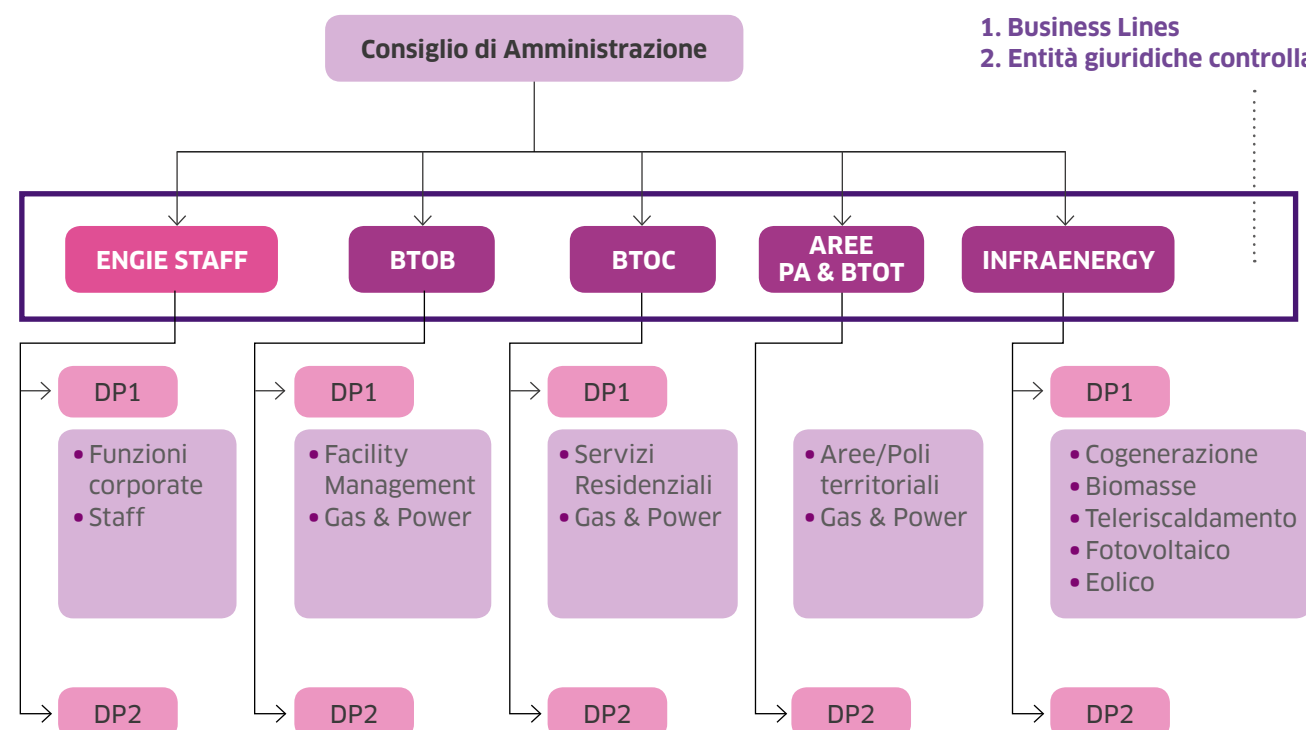 Consiglio di Amministrazione
1. Business Lines
2. Entità giuridiche
ENGIE STAFF
BTOB
BTOC
AREE
PA & BTOT
INFRAENERGY
DP1
DP1
DP1
DP1
• Funzioni
corporate
• Staff
• Facility
Management
• Gas & Power
• Servizi
Residenziali
• Gas & Power
• Aree/Poli
territoriali
• Gas & Power
• Cogenerazione
• Biomasse
• Teleriscaldamento
• Fotovoltaico
• Eolico
DP2
DP2
DP2
DP2
DP2